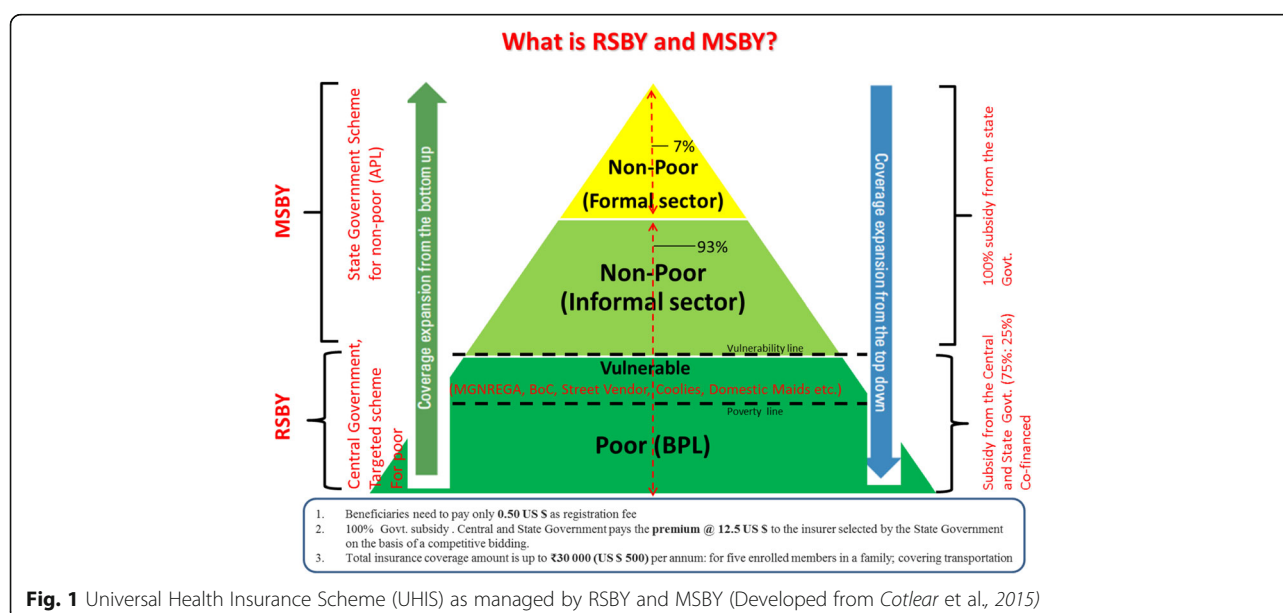 What is RSBY and MSBY?
MSBY
State Government Scheme
for non-poor (APL)
RSBY
Central Government,
Targeted scheme
For poor
Coverage expansion from the bottom up
7%
Non-Poor
(Formal sector)
93%
Non-Poor
(Informal sector)
Vulnerability line
Vulnerable
(MGNREGA, BoC, Street Vendor, Coolies, Domestic Maids etc.)
Poverty line
Poor (BPL)
Coverage expansion from the top down
100% subsidy from the state
Govt.
Subsidy from the Central
and State Govt. (75%: 25%)
Co-financed
1. Beneficiaries need to pay only 0.50 US $ as registration fee
2. 100% Govt. subsidy . Central and State Government pays the premium @ 12.5 US $ to the insurer selected by the State Government
on the basis of a competitive bidding.
3. Total insurance coverage amount is up to ₹30 000 (US $ 500) per annum: for five enrolled members in a family; covering transportation
Fig. 1 Universal Health Insurance Scheme (UHIS) as managed by RSBY and MSBY (Developed from Cotlear et al., 2015)